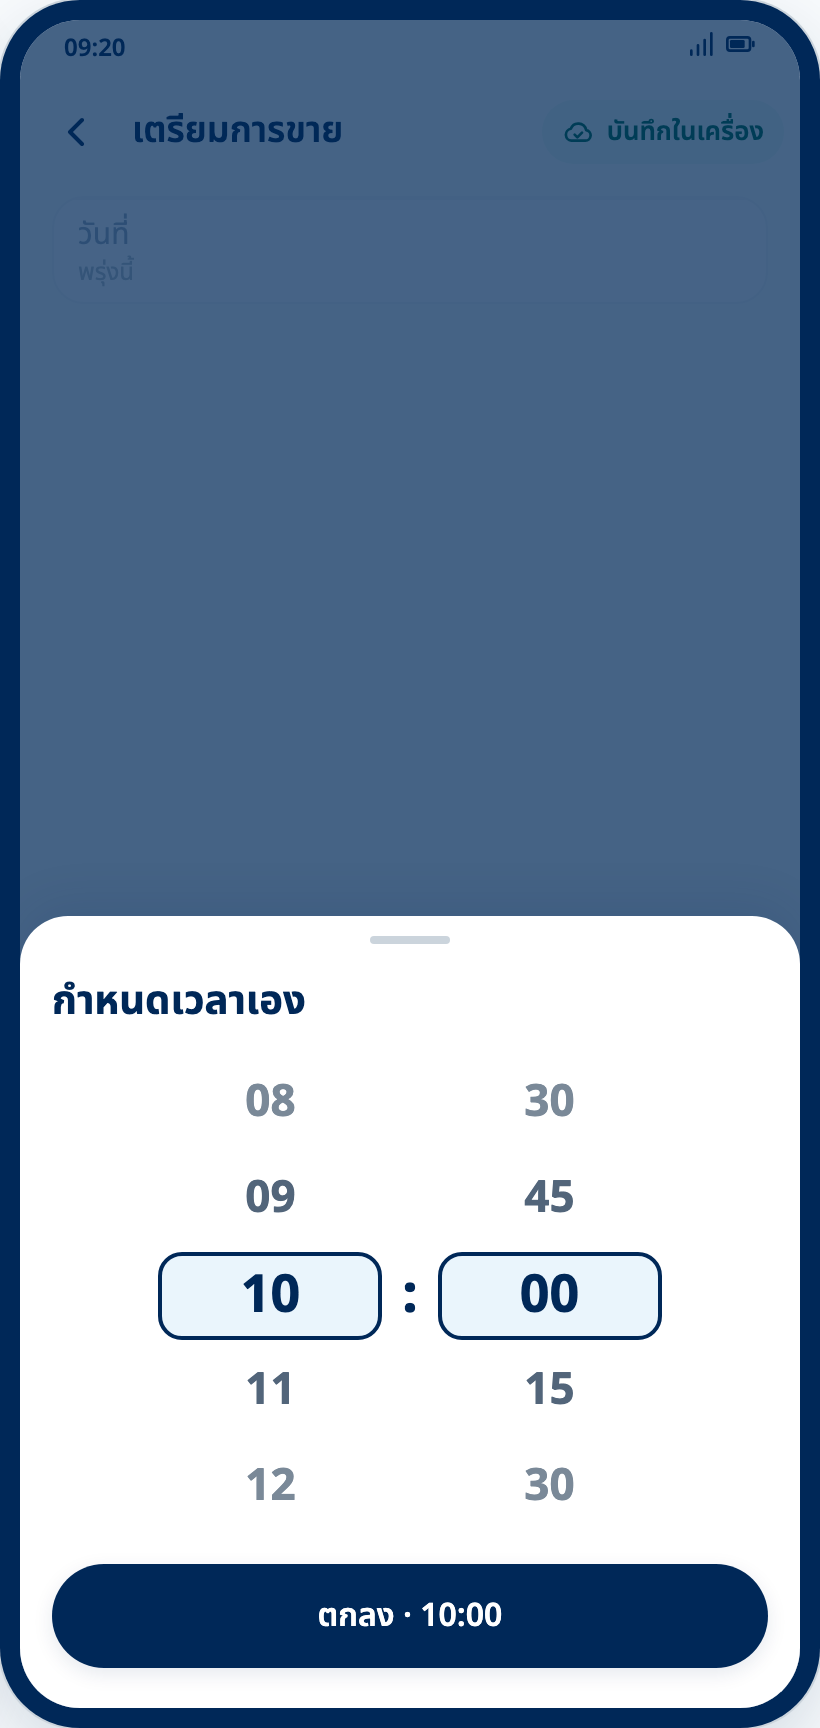 09:20
เตรียมการขาย
บันทึกในเครื่อง
วันที่
พรุ่งนี้
กำหนดเวลาเอง
08 30
09 45
10 : 00
11 15
12 30
ตกลง · 10:00